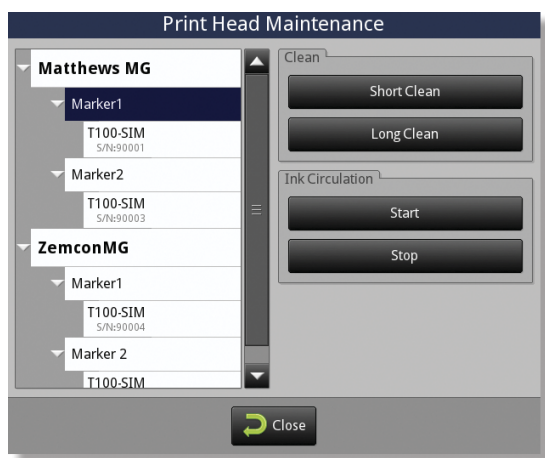 Print Head Maintenance
Matthews MG
Marker1
T100-SIM
S/N:90001
Marker2
T100-SIM
S/N:90003
ZemconMG
Marker1
T100-SIM
S/N:90004
Marker 2
T100-SIM
Clean
Short Clean
Long Clean
Ink Circulation
Start
Stop
Close